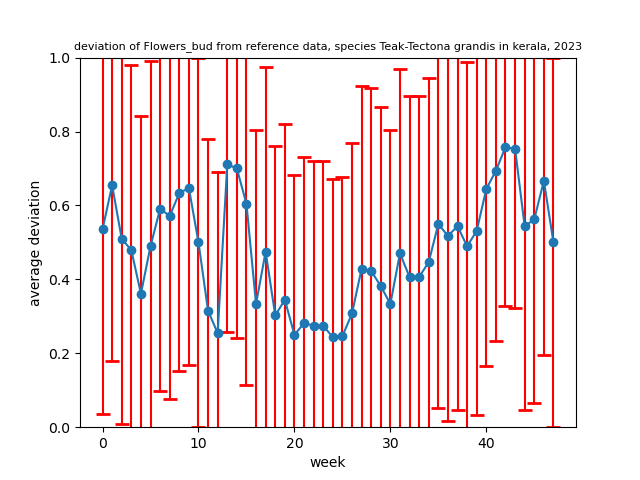 deviation of Flowers_bud from reference data, species Teak-Tectona grandis in kerala, 2023
1.0
0.8
0.6
0.4
0.2
0.0
average deviation
0 10 20 30 40
week